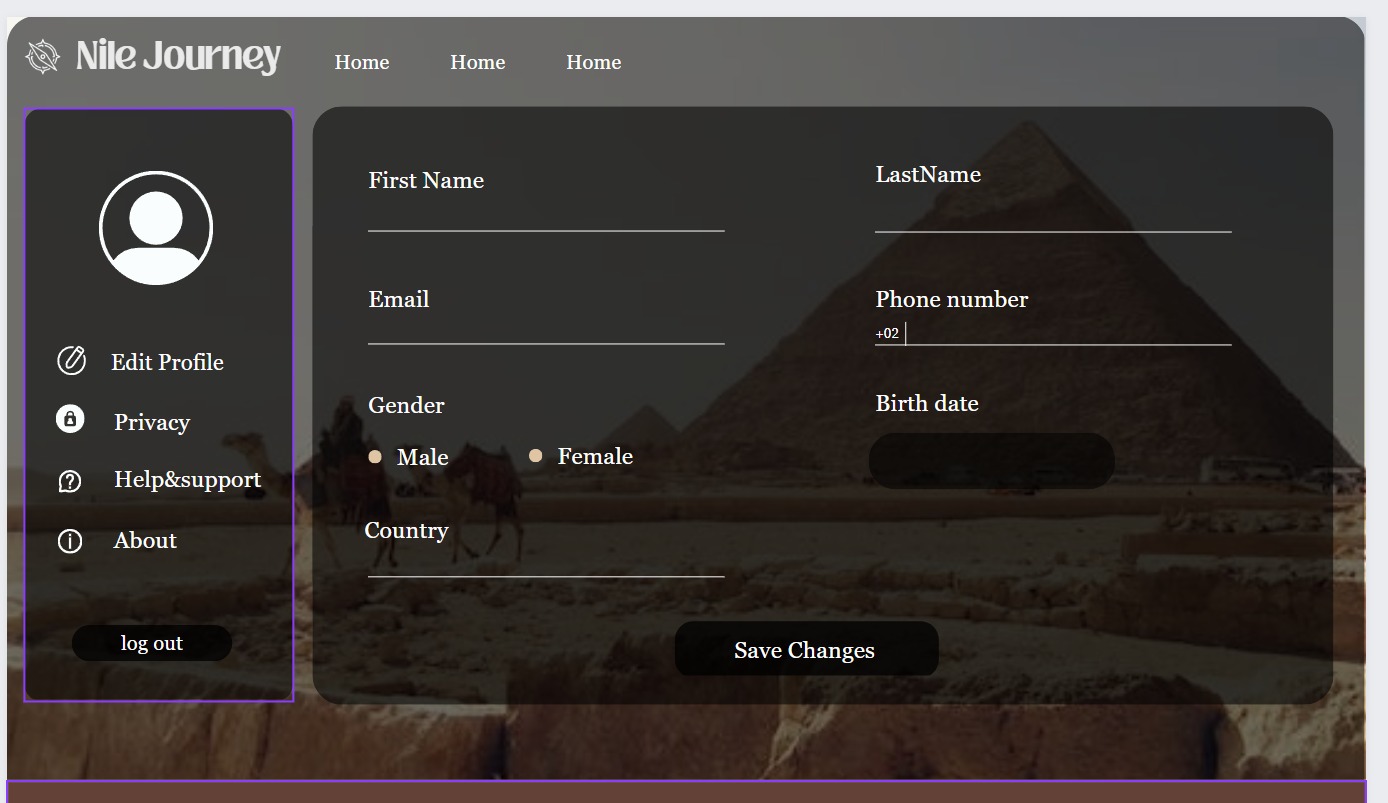 Nile Journey
Home
Home
Home
Edit Profile
Privacy
Help&support
About
log out
First Name
LastName
Email
Phone number
+02
Gender
Male
Female
Birth date
Country
Save Changes